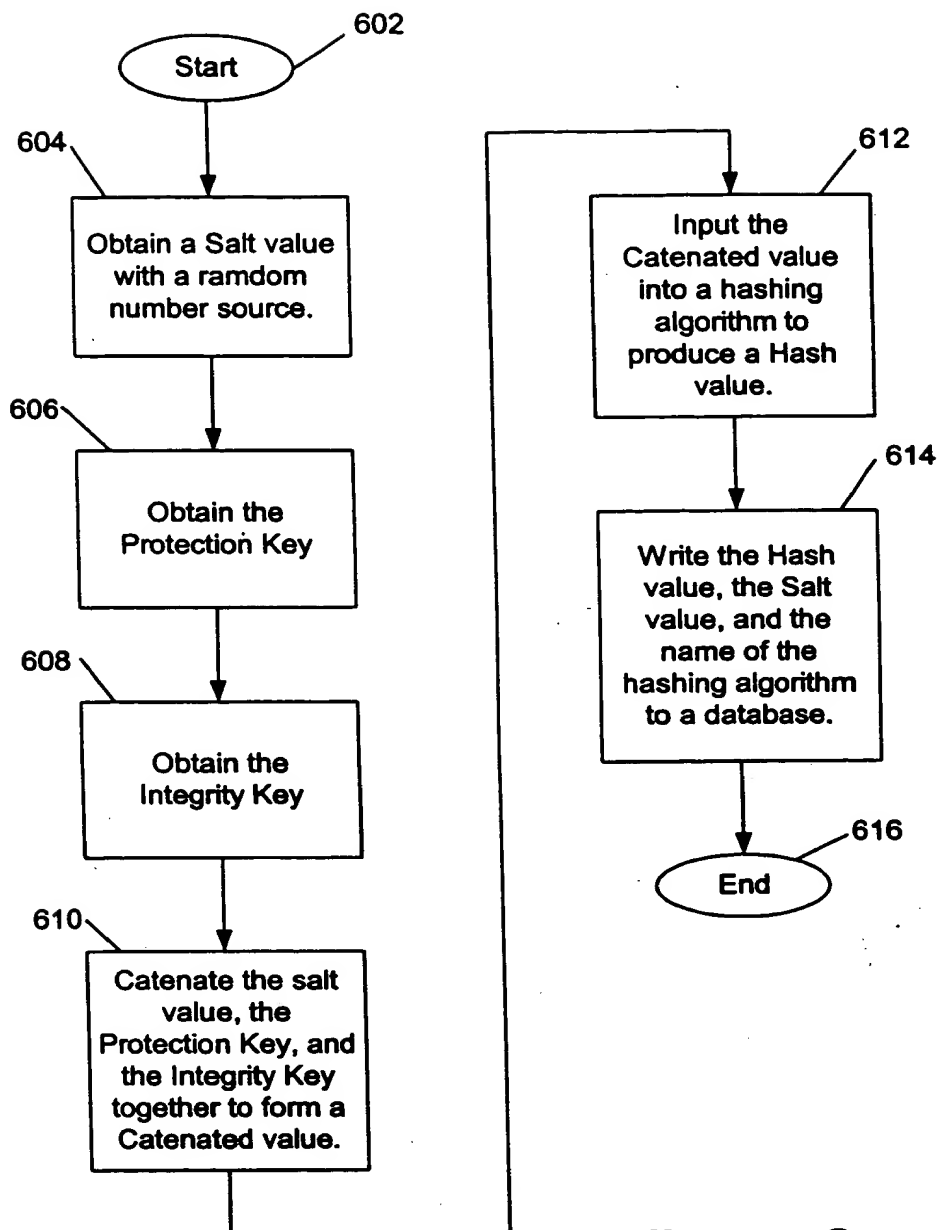 602
Start
604
Obtain a Salt value
with a ramdom
number source.
606
Obtain the
Protection Key
608
Obtain the
Integrity Key
610
Catenate the salt
value, the
Protection Key, and
the Integrity Key
together to form a
Catenated value.
612
Input the
Catenated value
into a hashing
algorithm to
produce a Hash
value.
614
Write the Hash
value, the Salt
value, and the
name of the
hashing algorithm
to a database.
616
End